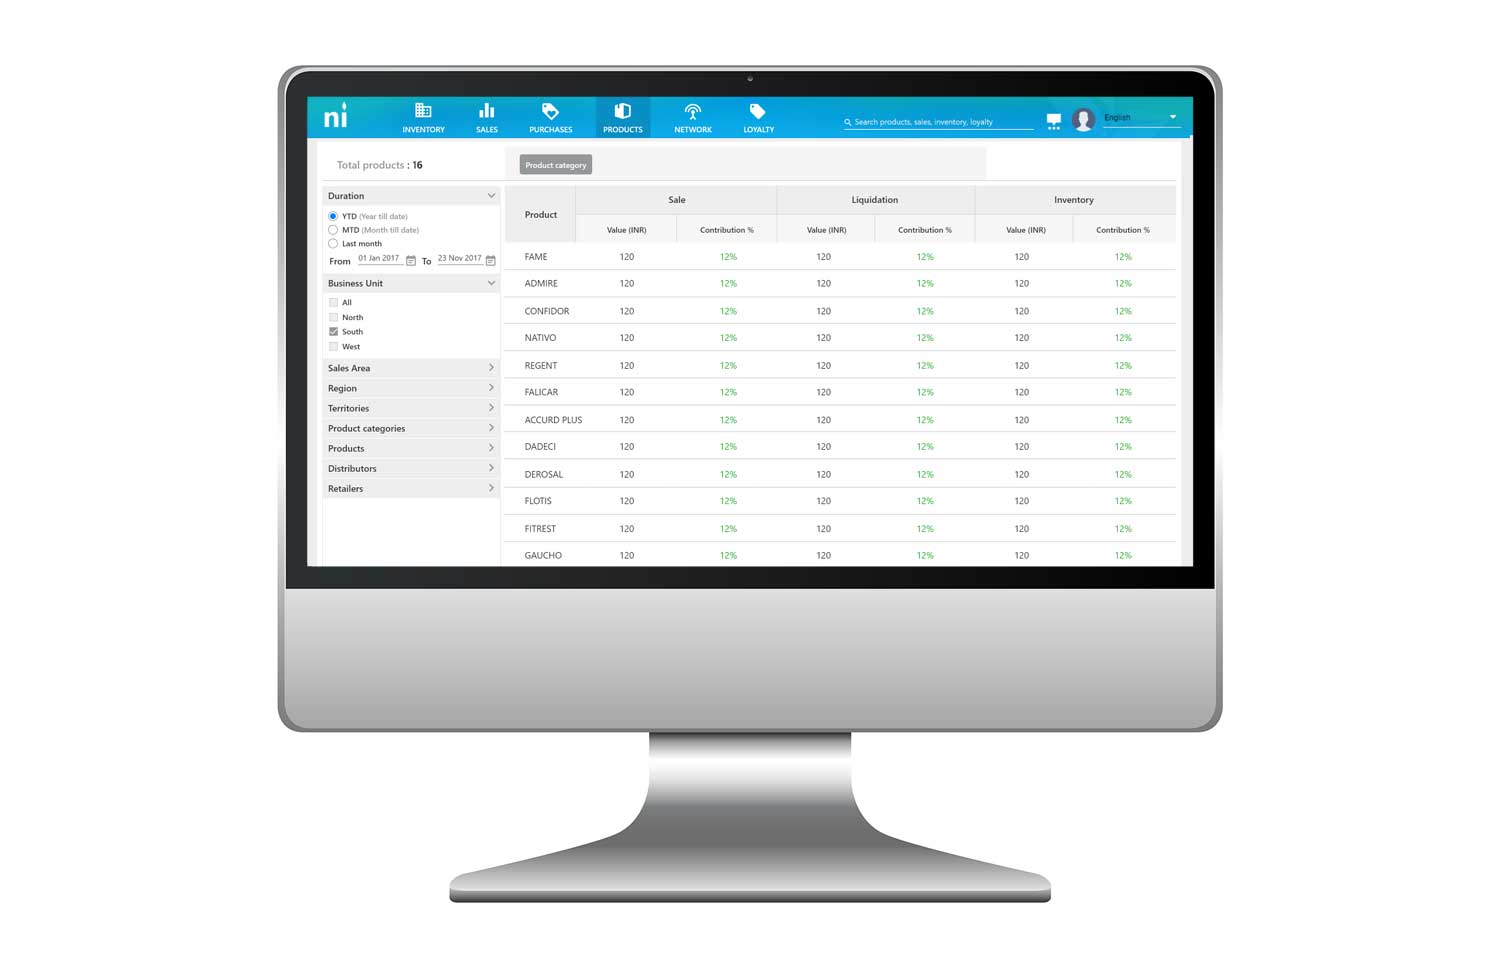 ni
INVENTORY SALES PURCHASES PRODUCTS NETWORK LOYALTY
Search products, sales, inventory, loyalty
English
Total products : 16
Product category
Duration
YTD (Year till date)
MTD (Month till date)
Last month
From 01 Jan 2017 To 23 Nov 2017
Business Unit
All
North
South
West
Sales Area
Region
Territories
Product categories
Products
Distributors
Retailers
Product Sale Liquidation Inventory
Value (INR) Contribution % Value (INR) Contribution % Value (INR) Contribution %
FAME 120 12% 120 12% 120 12%
ADMIRE 120 12% 120 12% 120 12%
CONFIDOR 120 12% 120 12% 120 12%
NATIVO 120 12% 120 12% 120 12%
REGENT 120 12% 120 12% 120 12%
FALICAR 120 12% 120 12% 120 12%
ACCURD PLUS 120 12% 120 12% 120 12%
DADECI 120 12% 120 12% 120 12%
DEROSAL 120 12% 120 12% 120 12%
FLOTIS 120 12% 120 12% 120 12%
FITREST 120 12% 120 12% 120 12%
GAUCHO 120 12% 120 12% 120 12%